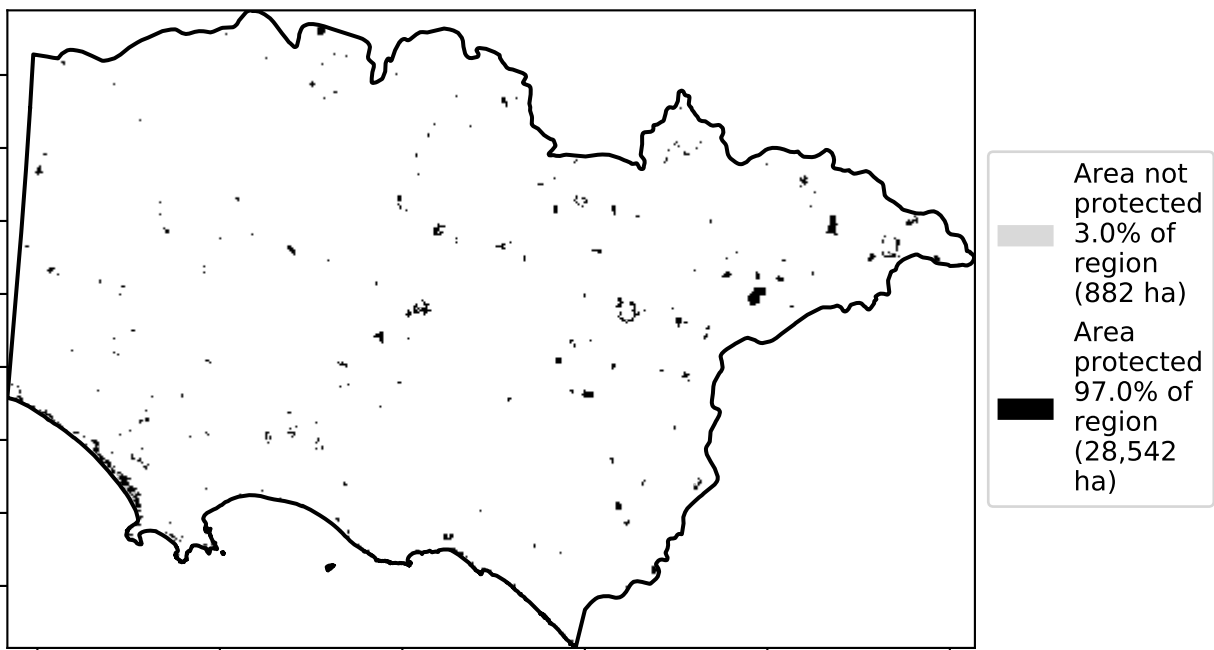 Area not
protected
3.0% of
region
(882 ha)
Area
protected
97.0% of
region
(28,542
ha)